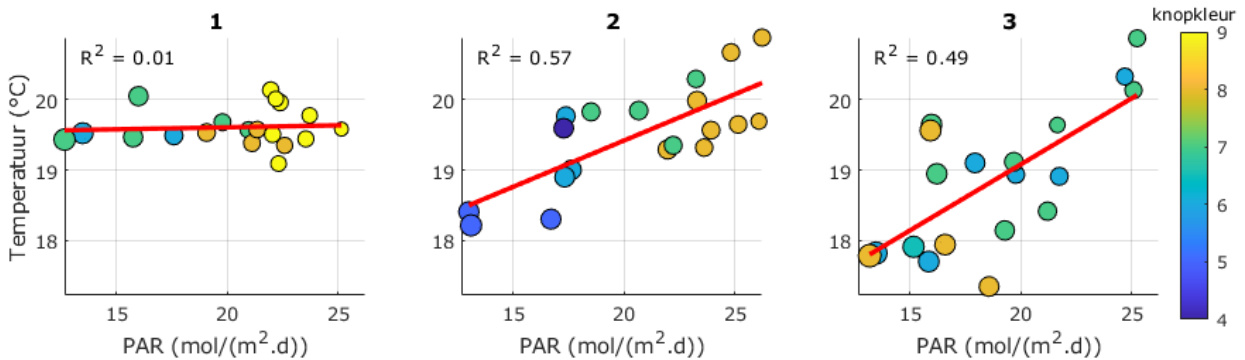 1
2
3
knopkleur
R² = 0.01
R² = 0.57
R² = 0.49
Temperatuur (°C)
20
19
18
20
19
18
20
19
18
15 20 25
15 20 25
15 20 25
PAR (mol/(m².d))
PAR (mol/(m².d))
PAR (mol/(m².d))
9
8
7
6
5
4